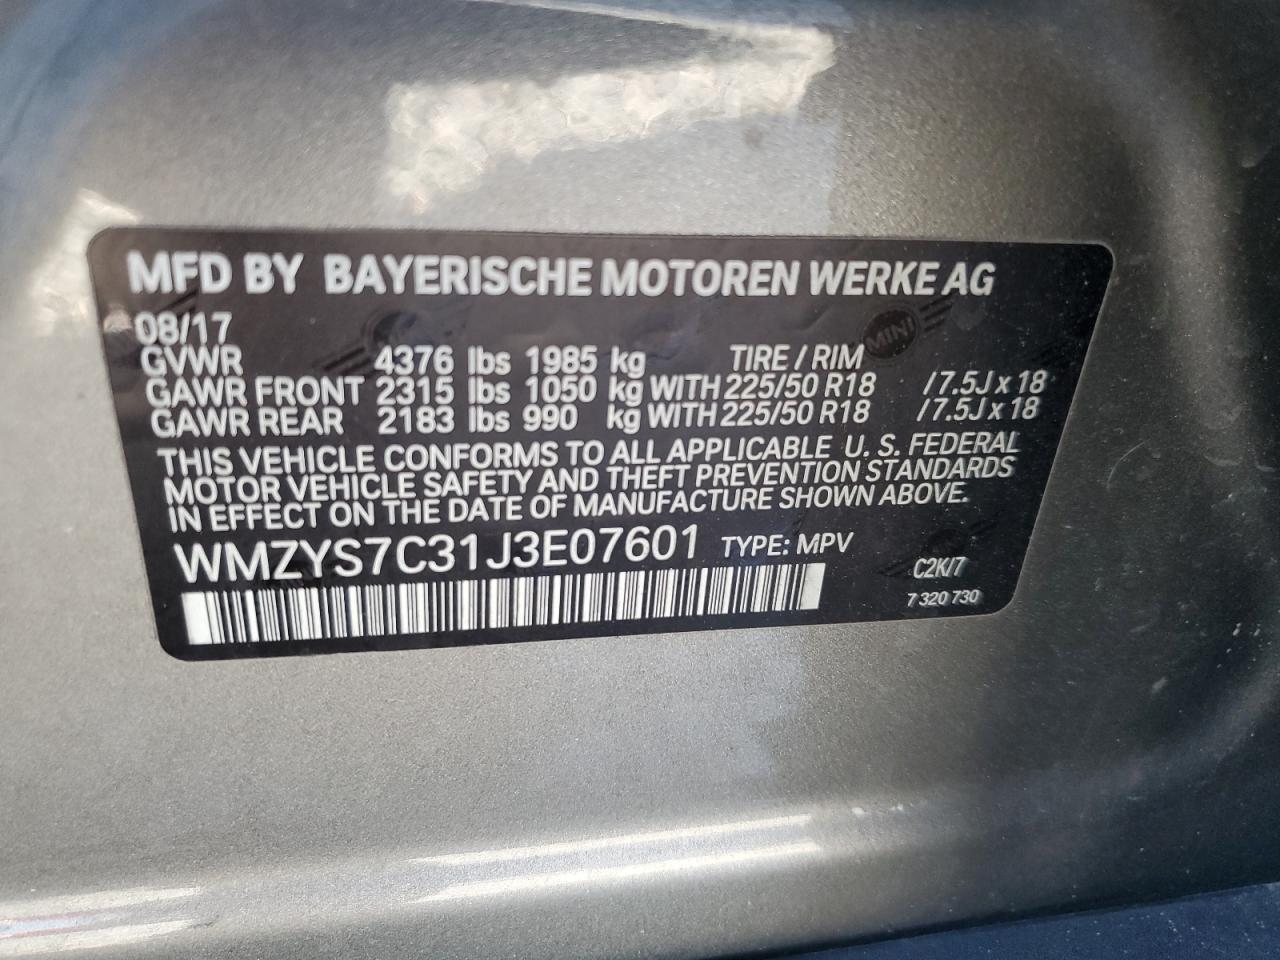 MFD BY BAYERISCHE MOTOREN WERKE AG
08/17
GVWR 4376 lbs 1985 kg TIRE / RIM
GAWR FRONT 2315 lbs 1050 kg WITH 225/50 R18 /7.5J x 18
GAWR REAR 2183 lbs 990 kg WITH 225/50 R18 /7.5J x 18
THIS VEHICLE CONFORMS TO ALL APPLICABLE U. S. FEDERAL
MOTOR VEHICLE SAFETY AND THEFT PREVENTION STANDARDS
IN EFFECT ON THE DATE OF MANUFACTURE SHOWN ABOVE.
WMZYS7C31J3E07601 TYPE: MPV
C2K/7
7 320 730
MINI